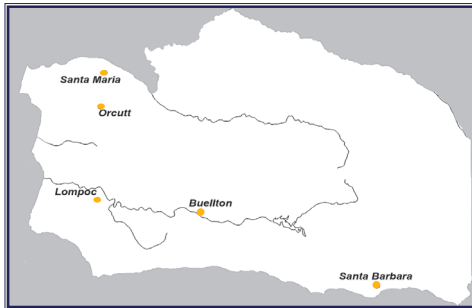 Santa Maria
Orcutt
Lompoc
Buellton
Santa Barbara